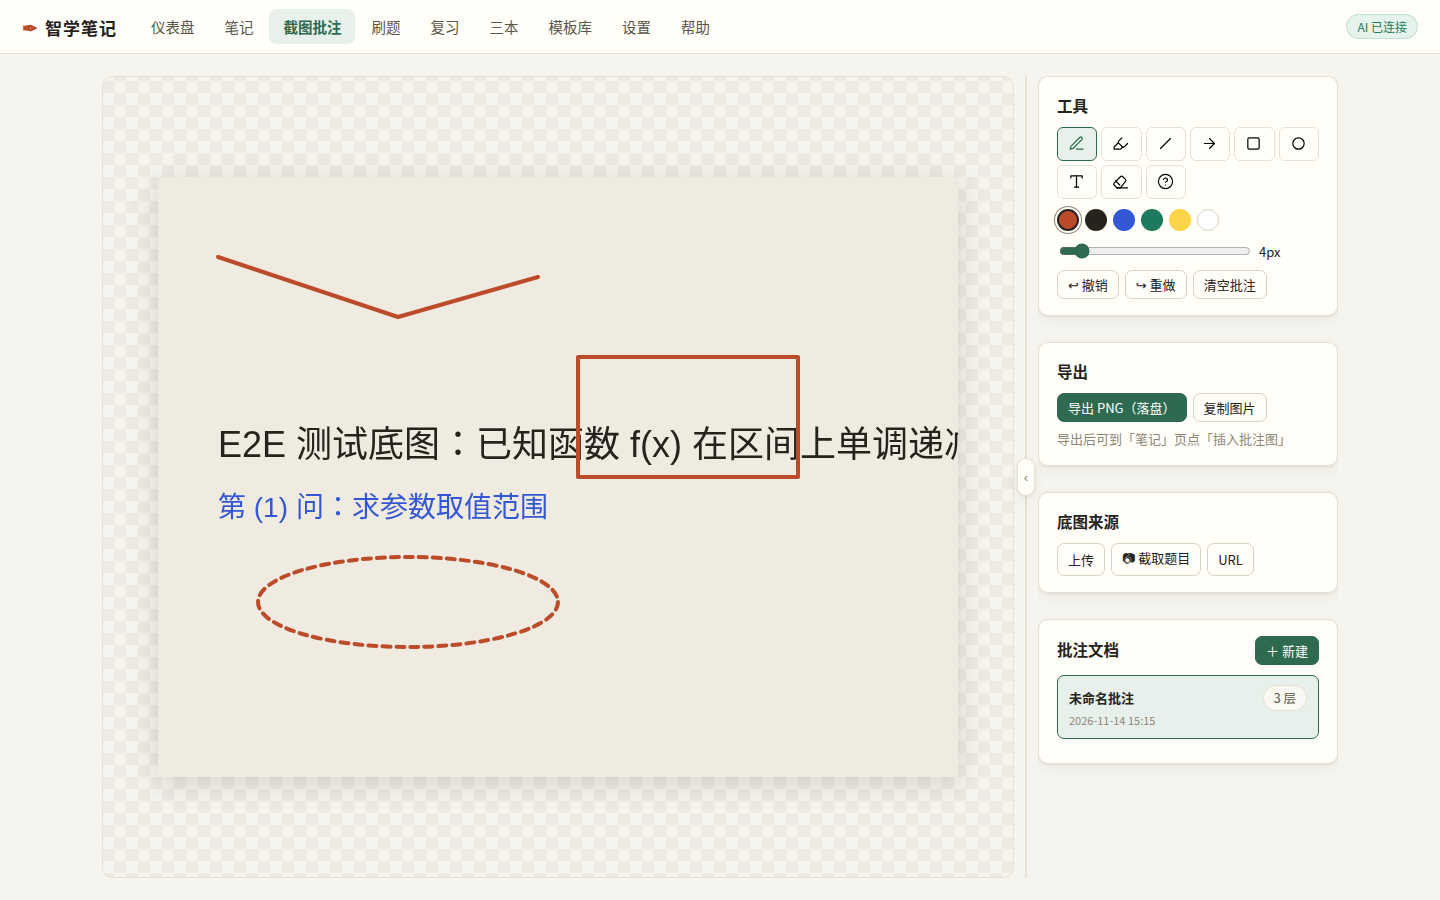 智学笔记 仪表盘 笔记 截图批注 刷题 复习 三本 模板库 设置 帮助 AI 已连接
E2E 测试底图：已知函数 f(x) 在区间上单调递
第 (1) 问：求参数取值范围
工具
4px
↩ 撤销 ↪ 重做 清空批注
导出
导出 PNG（落盘） 复制图片
导出后可到「笔记」页点「插入批注图」
底图来源
上传 📷 截取题目 URL
批注文档 ＋ 新建
未命名批注 3 层
2026-11-14 15:15